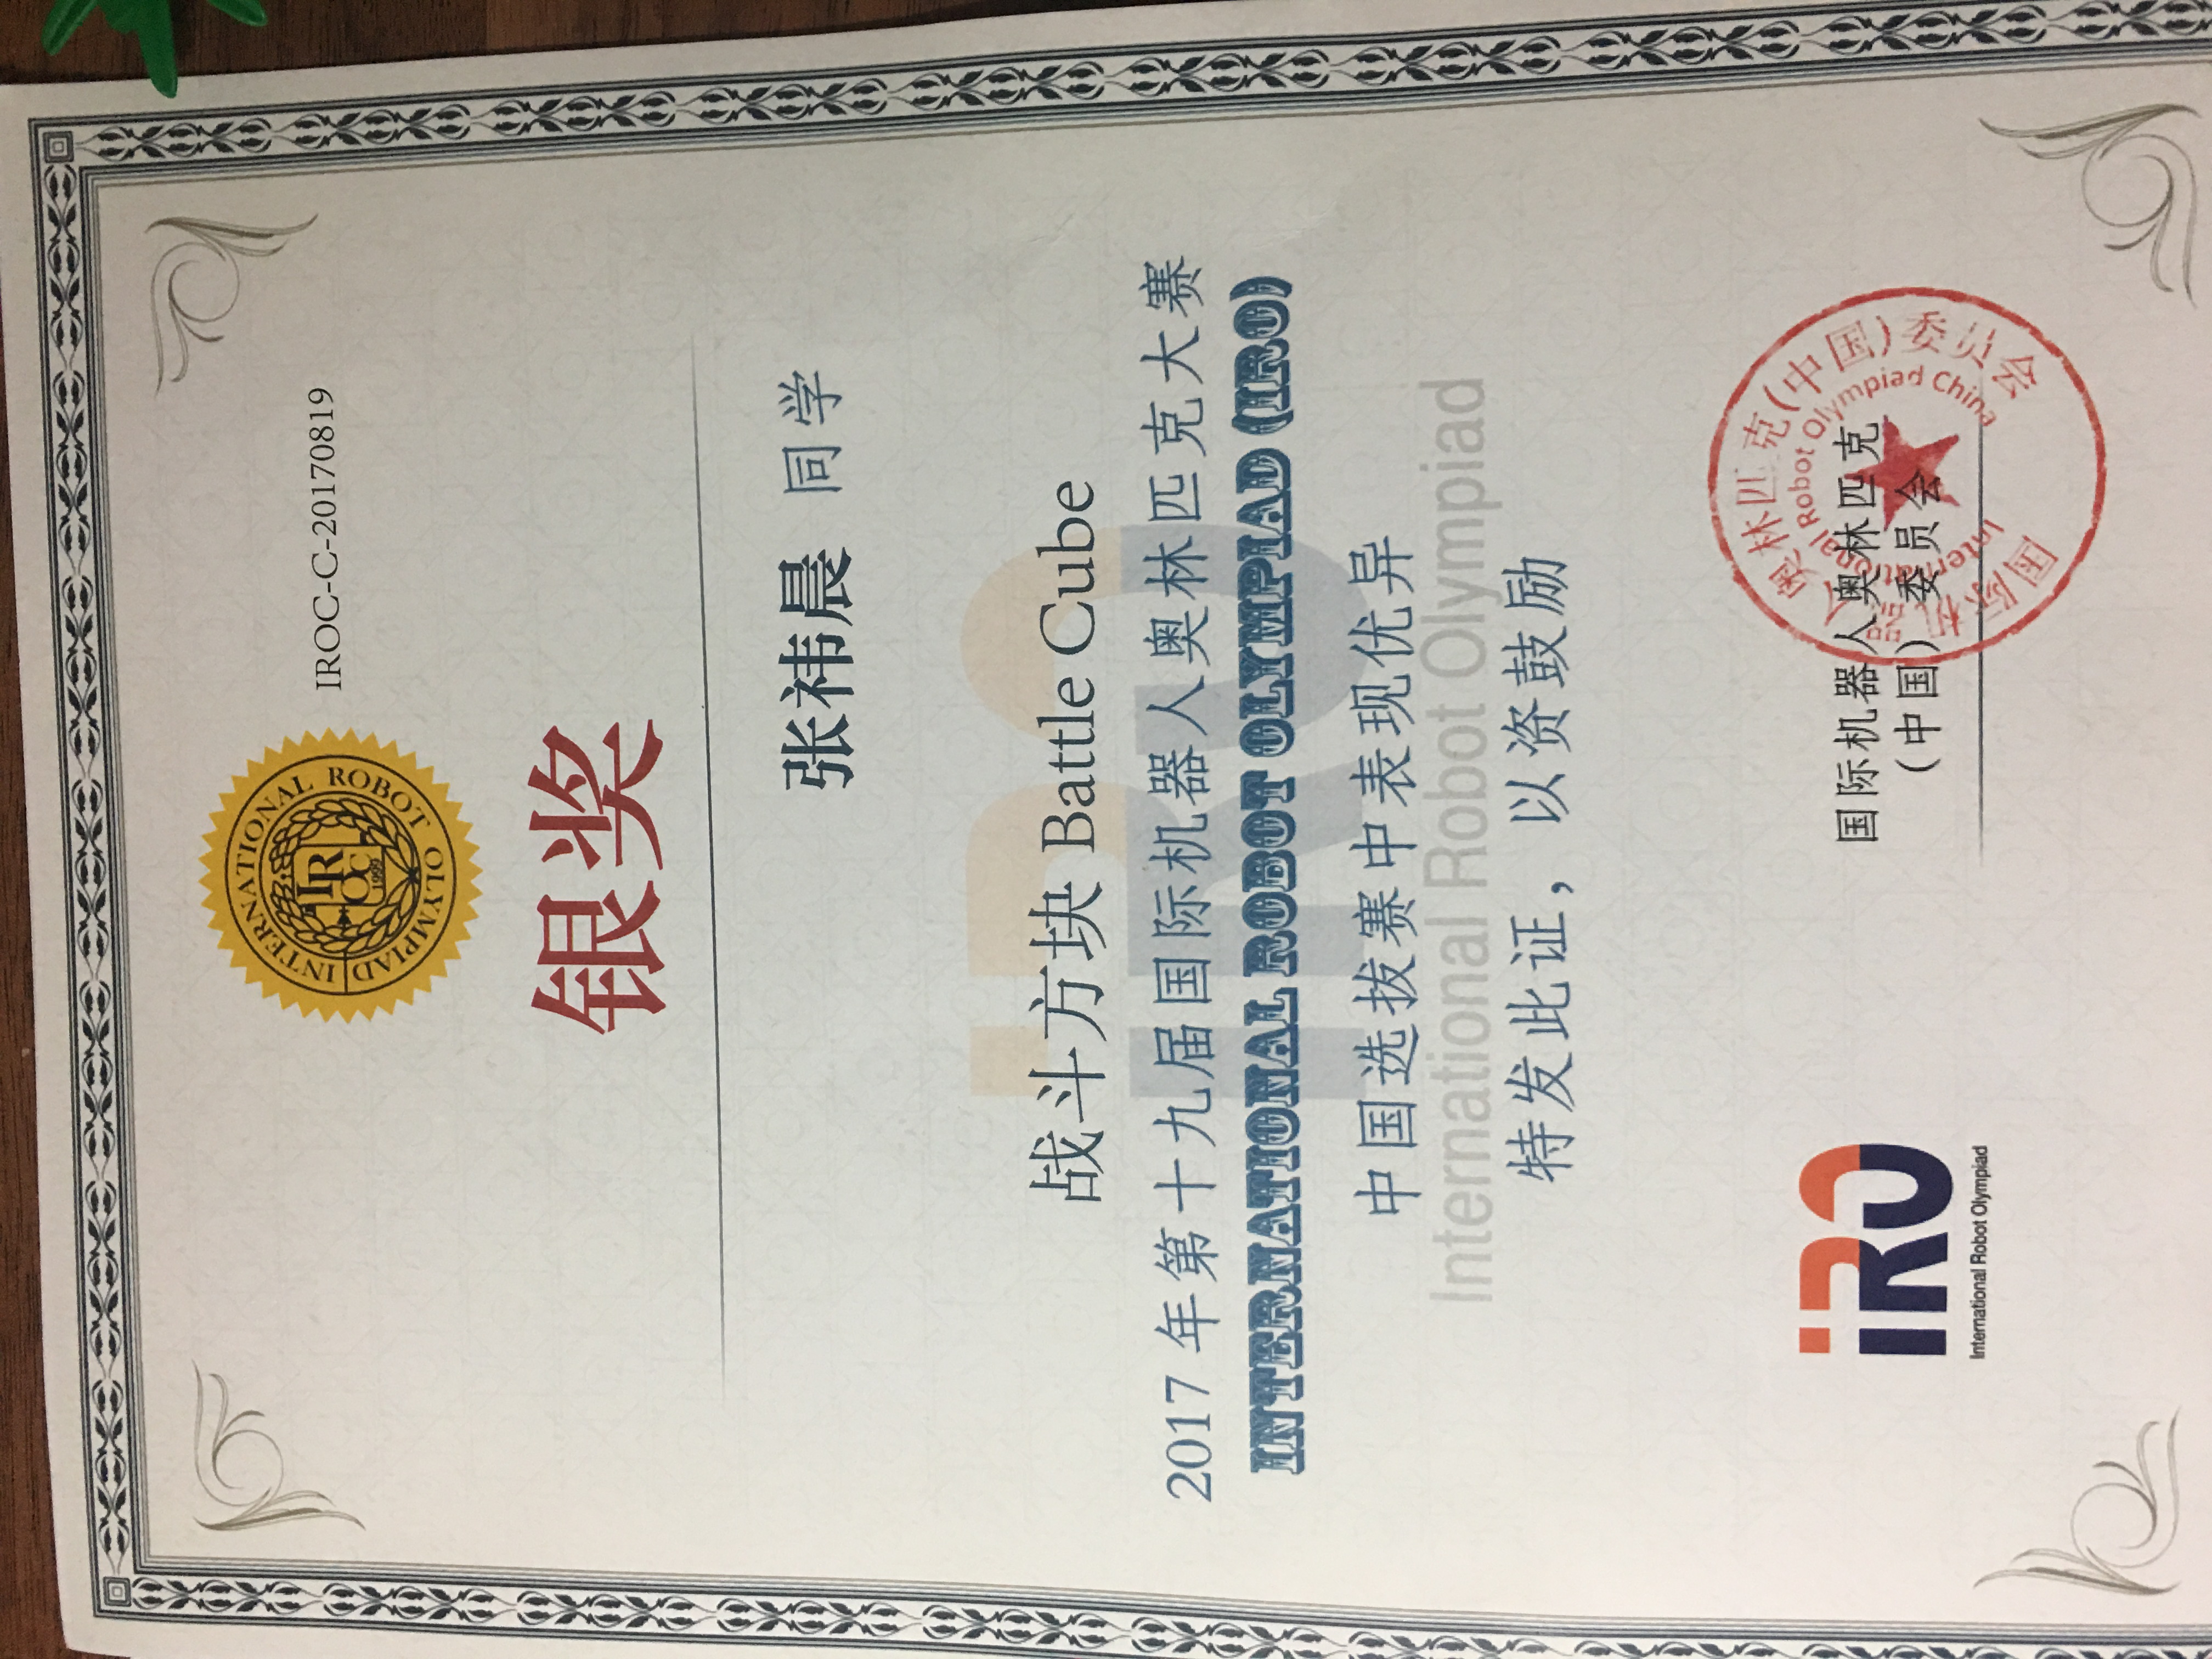 INTERNATIONAL ROBOT OLYMPIAD
IROC
1999
IROC-C-20170819
银奖
张祎晨 同学
战斗方块 Battle Cube
2017 年第十九届国际机器人奥林匹克大赛
INTERNATIONAL ROBOT OLYMPIAD (IRO)
中国选拔赛中表现优异
iRO
International Robot Olympiad
特发此证，以资鼓励
iRO
International Robot Olympiad
国际机器人奥林匹克
（中国）委员会
国际机器人奥林匹克(中国)委员会
International Robot Olympiad China